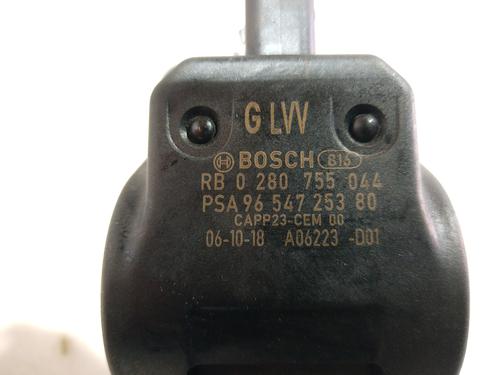 G LVV
BOSCH 816
RB 0 280 755 044
PSA 96 547 253 80
CAPP23-CEM 00
06-10-18 A06223 -D01